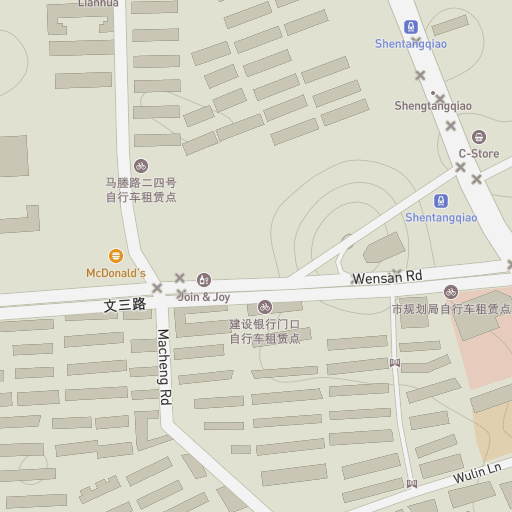 Lianhua
Shentangqiao
Shengtangqiao
C-Store
马塍路二四号
自行车租赁点
Shentangqiao
McDonald's
Wensan Rd
Join & Joy
文三路
市规划局自行车租赁点
建设银行门口
自行车租赁点
Macheng Rd
Wulin Ln